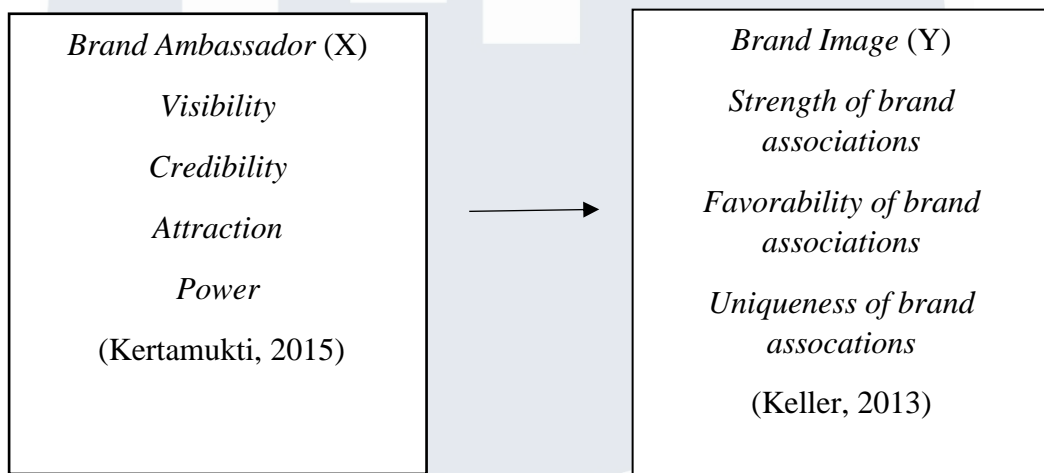 Brand Ambassador (X)
Visibility
Credibility
Attraction
Power
(Kertamukti, 2015)
Brand Image (Y)
Strength of brand
associations
Favorability of brand
associations
Uniqueness of brand
assocations
(Keller, 2013)